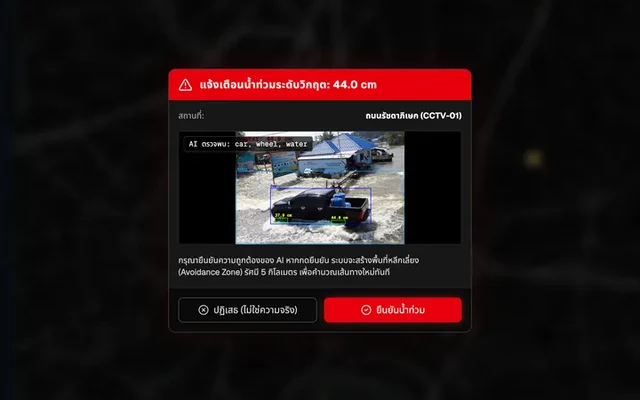 แจ้งเตือนน้ำท่วมระดับวิกฤต: 44.0 cm
สถานที่:
ถนนรัชดาภิเษก (CCTV-01)
AI ตรวจพบ: car, wheel, water
37.0 cm
44.0 cm
กรุณายืนยันความถูกต้องของ AI หากกดยืนยัน ระบบจะสร้างพื้นที่หลีกเลี่ยง
(Avoidance Zone) รัศมี 5 กิโลเมตร เพื่อคำนวณเส้นทางใหม่ทันที
ปฏิเสธ (ไม่ใช่ความจริง)
ยืนยันน้ำท่วม